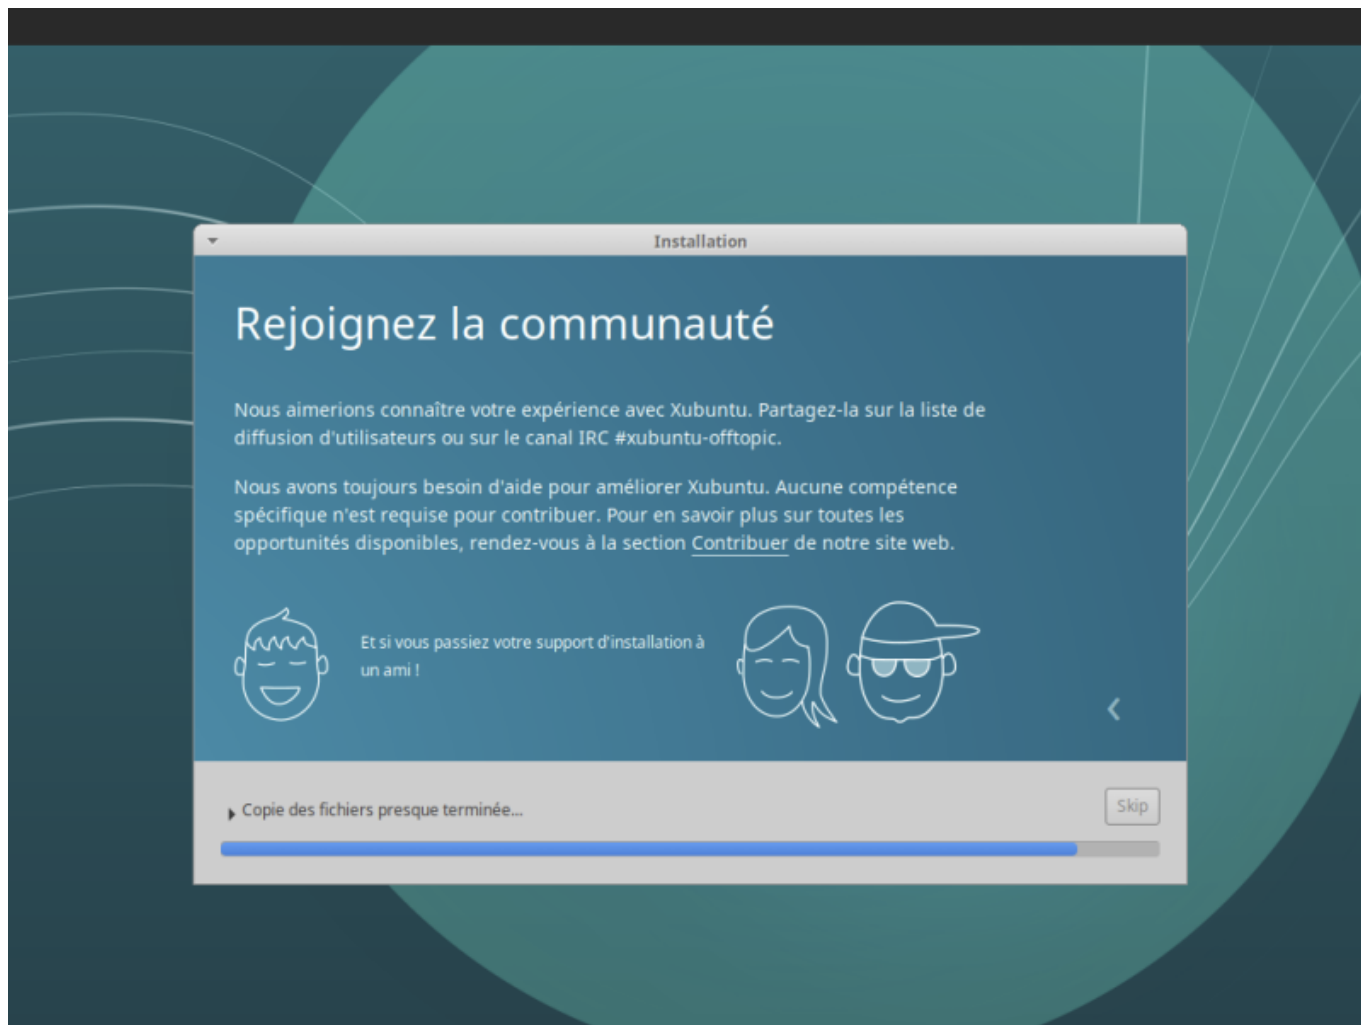 Installation
Rejoignez la communauté
Nous aimerions connaître votre expérience avec Xubuntu. Partagez-la sur la liste de
diffusion d'utilisateurs ou sur le canal IRC #xubuntu-offtopic.
Nous avons toujours besoin d'aide pour améliorer Xubuntu. Aucune compétence
spécifique n'est requise pour contribuer. Pour en savoir plus sur toutes les
opportunités disponibles, rendez-vous à la section Contribuer de notre site web.
Et si vous passiez votre support d'installation à
un ami !
Copie des fichiers presque terminée...
Skip